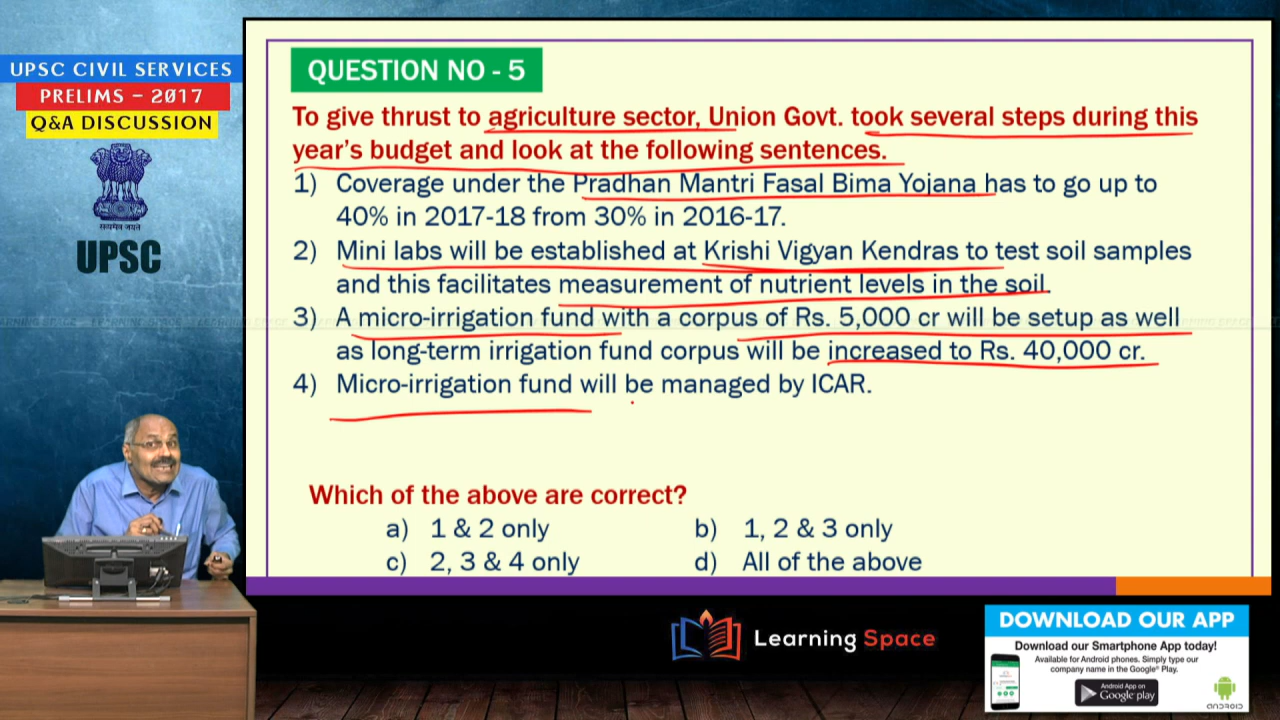 UPSC CIVIL SERVICES
PRELIMS – 2017
Q&A DISCUSSION
सत्यमेव जयते
UPSC
QUESTION NO - 5
To give thrust to agriculture sector, Union Govt. took several steps during this
year's budget and look at the following sentences.
1) Coverage under the Pradhan Mantri Fasal Bima Yojana has to go up to
40% in 2017-18 from 30% in 2016-17.
2) Mini labs will be established at Krishi Vigyan Kendras to test soil samples
and this facilitates measurement of nutrient levels in the soil.
3) A micro-irrigation fund with a corpus of Rs. 5,000 cr will be setup as well
as long-term irrigation fund corpus will be increased to Rs. 40,000 cr.
4) Micro-irrigation fund will be managed by ICAR.
Which of the above are correct?
a) 1 & 2 only b) 1, 2 & 3 only
c) 2, 3 & 4 only d) All of the above
Learning Space
DOWNLOAD OUR APP
Download our Smartphone App today!
Available for Android phones. Simply type our
company name in the Google® Play.
Android App on
Google play
ANDROID